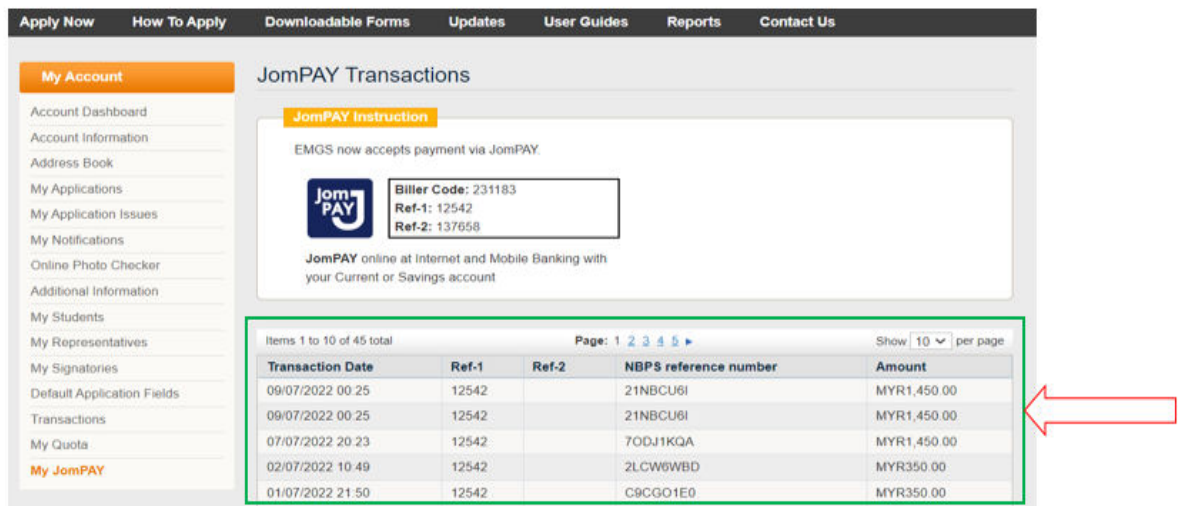 Apply Now How To Apply Downloadable Forms Updates User Guides Reports Contact Us
My Account
Account Dashboard
Account Information
Address Book
My Applications
My Application Issues
My Notifications
Online Photo Checker
Additional Information
My Students
My Representatives
My Signatories
Default Application Fields
Transactions
My Quota
My JomPAY
JomPAY Transactions
JomPAY Instruction
EMGS now accepts payment via JomPAY.
Jom
PAY
Biller Code: 231183
Ref-1: 12542
Ref-2: 137658
JomPAY online at Internet and Mobile Banking with
your Current or Savings account
Items 1 to 10 of 45 total Page: 1 2 3 4 5 Show 10 per page
Transaction Date Ref-1 Ref-2 NBPS reference number Amount
09/07/2022 00:25 12542 21NBCU6I MYR1,450.00
09/07/2022 00:25 12542 21NBCU6I MYR1,450.00
07/07/2022 20:23 12542 7ODJ1KQA MYR1,450.00
02/07/2022 10:49 12542 2LCW6WBD MYR350.00
01/07/2022 21:50 12542 C9CGO1E0 MYR350.00